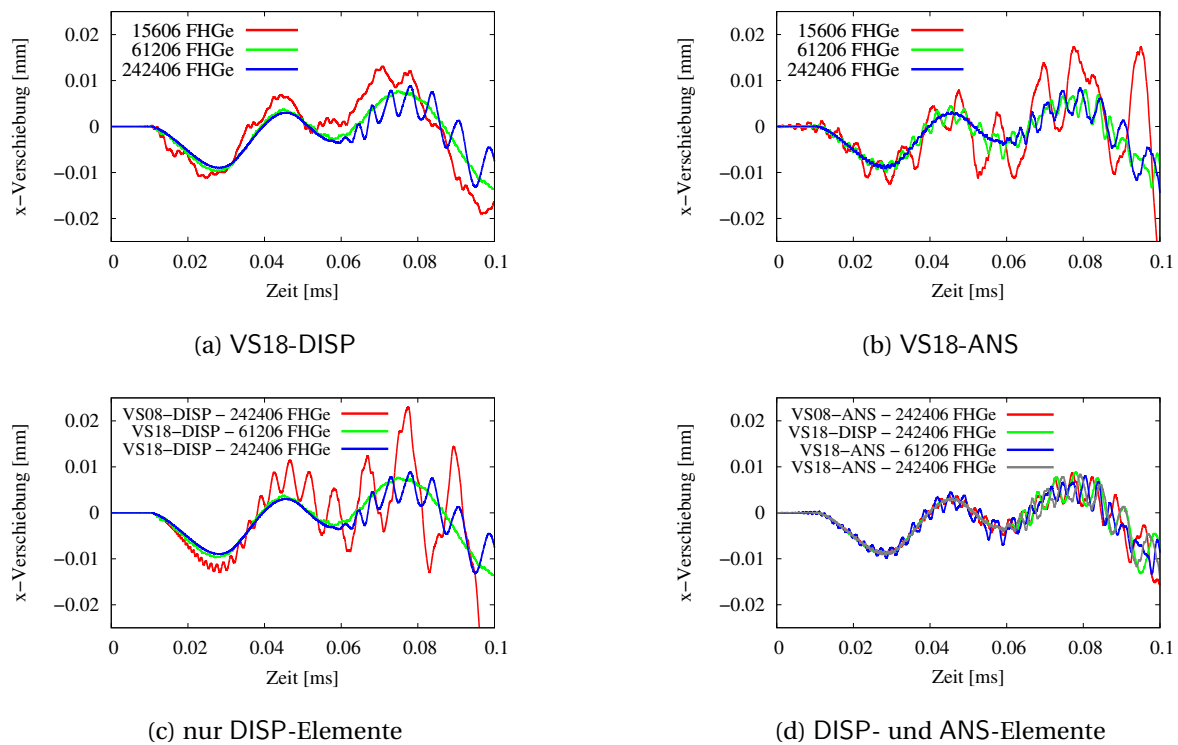 0.02
0.01
0
−0.01
−0.02
x−Verschiebung [mm]
15606 FHGe
61206 FHGe
242406 FHGe
0 0.02 0.04 0.06 0.08 0.1
Zeit [ms]
(a) VS18-DISP
0.02
0.01
0
−0.01
−0.02
x−Verschiebung [mm]
15606 FHGe
61206 FHGe
242406 FHGe
0 0.02 0.04 0.06 0.08 0.1
Zeit [ms]
(b) VS18-ANS
0.02
0.01
0
−0.01
−0.02
x−Verschiebung [mm]
VS08−DISP − 242406 FHGe
VS18−DISP − 61206 FHGe
VS18−DISP − 242406 FHGe
0 0.02 0.04 0.06 0.08 0.1
Zeit [ms]
(c) nur DISP-Elemente
0.02
0.01
0
−0.01
−0.02
x−Verschiebung [mm]
VS08−ANS − 242406 FHGe
VS18−DISP − 242406 FHGe
VS18−ANS − 61206 FHGe
VS18−ANS − 242406 FHGe
0 0.02 0.04 0.06 0.08 0.1
Zeit [ms]
(d) DISP- und ANS-Elemente